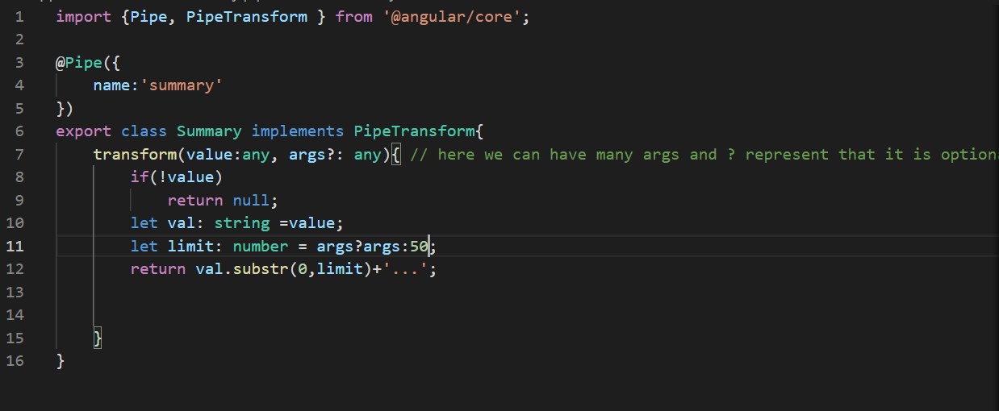 1 import {Pipe, PipeTransform } from '@angular/core';
2
3 @Pipe({
4 name:'summary'
5 })
6 export class Summary implements PipeTransform{
7 transform(value:any, args?: any){ // here we can have many args and ? represent that it is
8 if(!value)
9 return null;
10 let val: string =value;
11 let limit: number = args?args:50;
12 return val.substr(0,limit)+'...';
13
14
15 }
16 }